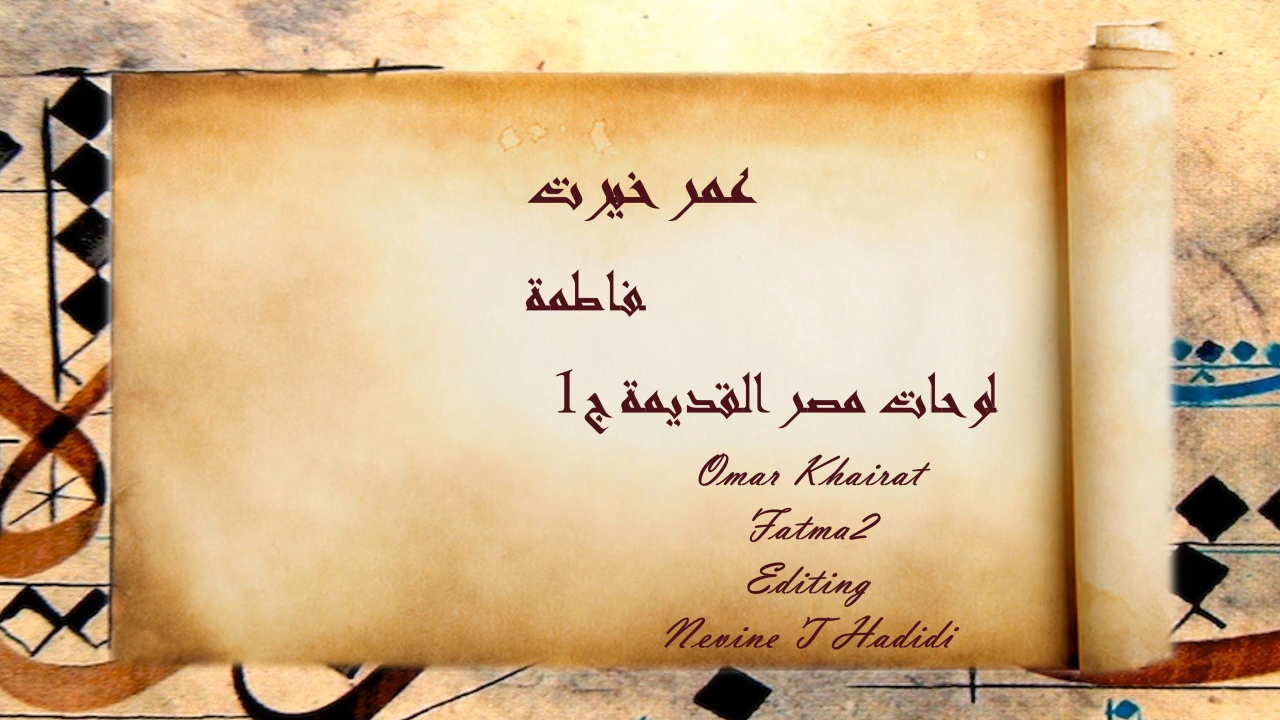 عمر خيرت
فاطمة
لوحات مصر القديمة ج1
Omar Khairat
Fatma2
Editing
Nevine T Hadidi